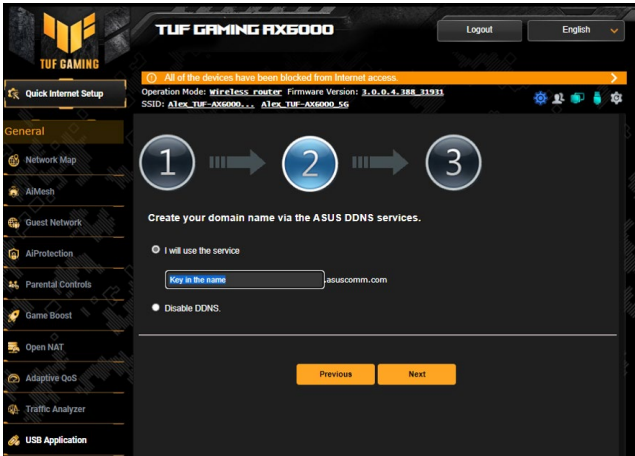 TUF GAMING AX6000
Logout
English
TUF GAMING
All of the devices have been blocked from Internet access.
Quick Internet Setup
Operation Mode: Wireless router Firmware Version: 3.0.0.4.388_31931
SSID: Alex_TUF-AX6000... Alex_TUF-AX6000_5G
General
Network Map
AiMesh
Guest Network
AiProtection
Parental Controls
Game Boost
Open NAT
Adaptive QoS
Traffic Analyzer
USB Application
1 2 3
Create your domain name via the ASUS DDNS services.
I will use the service
Key in the name .asuscomm.com
Disable DDNS.
Previous Next